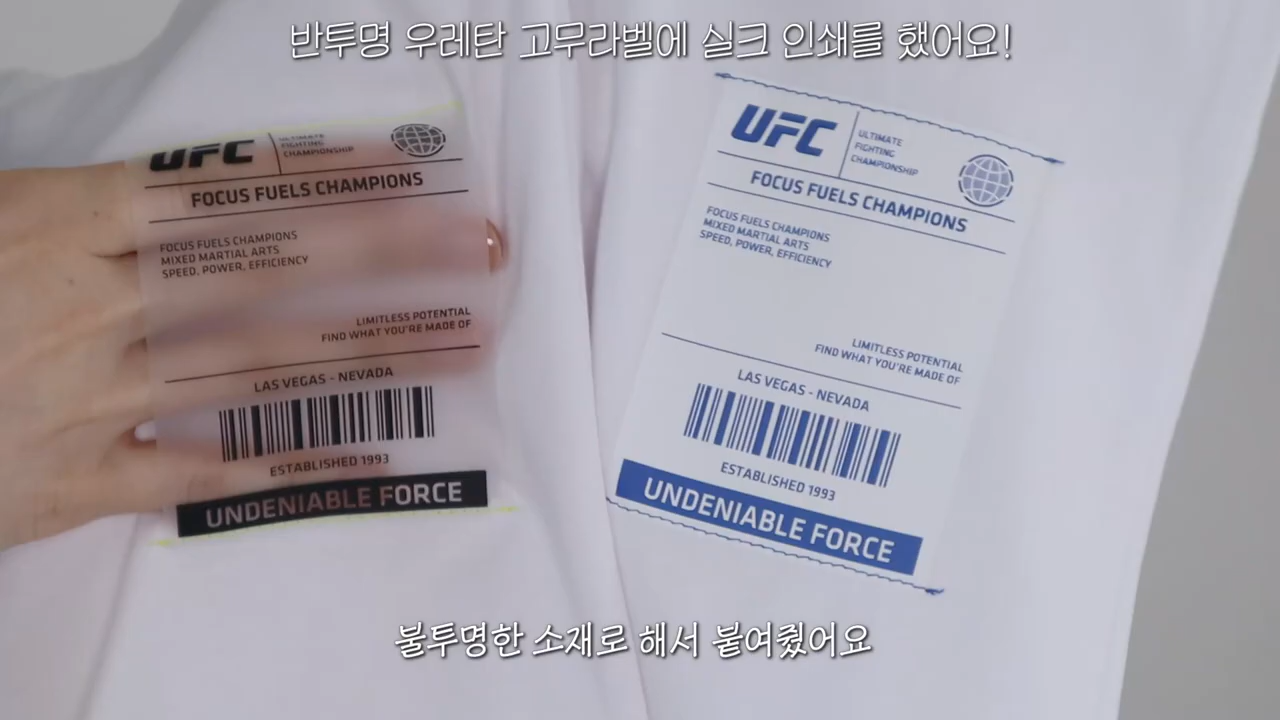 반투명 우레탄 고무라벨에 실크 인쇄를 했어요!
UFC
ULTIMATE
FIGHTING
CHAMPIONSHIP
FOCUS FUELS CHAMPIONS
FOCUS FUELS CHAMPIONS
MIXED MARTIAL ARTS
SPEED, POWER, EFFICIENCY
LIMITLESS POTENTIAL
FIND WHAT YOU'RE MADE OF
LAS VEGAS - NEVADA
ESTABLISHED 1993
UNDENIABLE FORCE
UFC
ULTIMATE
FIGHTING
CHAMPIONSHIP
FOCUS FUELS CHAMPIONS
FOCUS FUELS CHAMPIONS
MIXED MARTIAL ARTS
SPEED, POWER, EFFICIENCY
LIMITLESS POTENTIAL
FIND WHAT YOU'RE MADE OF
LAS VEGAS - NEVADA
ESTABLISHED 1993
UNDENIABLE FORCE
불투명한 소재로 해서 붙여줬어요